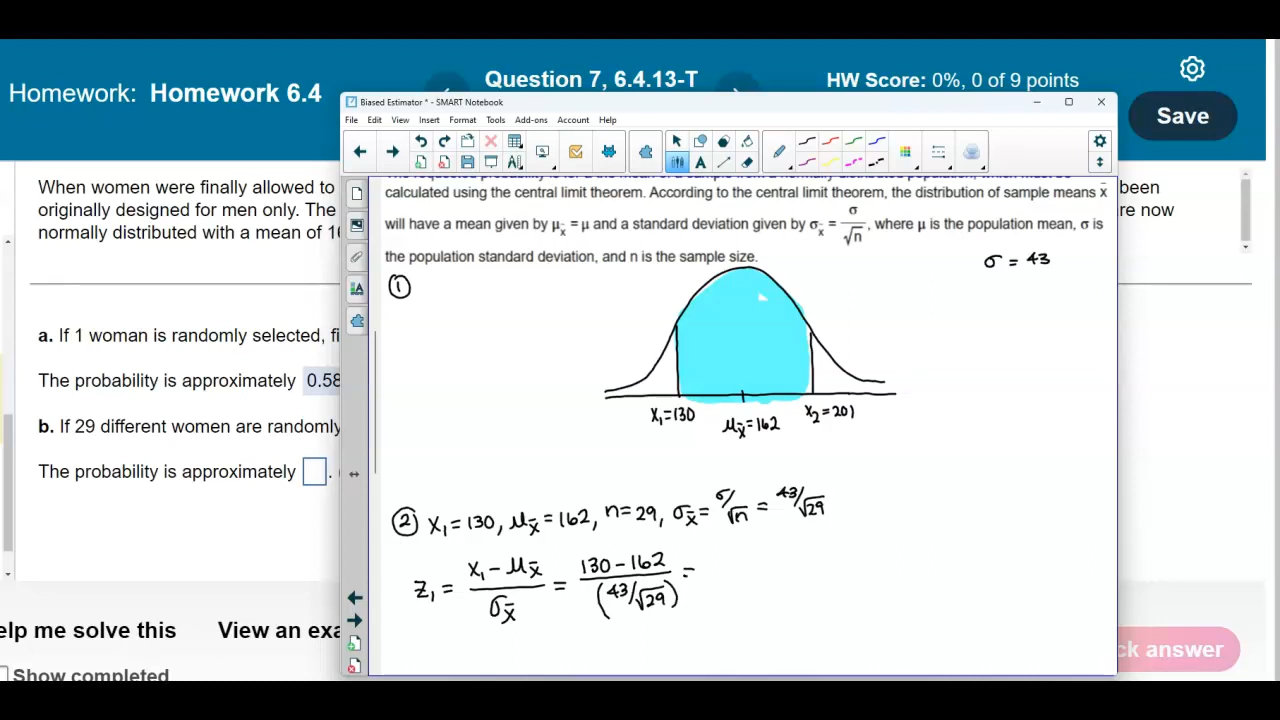 Homework: Homework 6.4
Question 7, 6.4.13-T
HW Score: 0%, 0 of 9 points
Save
Biased Estimator * - SMART Notebook
File Edit View Insert Format Tools Add-ons Help
When women were finally allowed to
been
originally designed for men only. The
are now
normally distributed with a mean of 16
calculated using the central limit theorem. According to the central limit theorem, the distribution of sample means x̄
will have a mean given by μx̄ = μ and a standard deviation given by σx̄ = σ/√n, where μ is the population mean, σ is
the population standard deviation, and n is the sample size.
σ = 43
①
x₁=130
μx̄=162
x₂=201
② x₁=130, μx̄=162, n=29, σx̄=σ/√n = 43/√29
z₁ = (x₁ − μx̄)/σx̄ = (130 − 162)/(43/√29) =
a. If 1 woman is randomly selected, fi
The probability is approximately 0.58
b. If 29 different women are randomly
The probability is approximately .
elp me solve this
View an exa
ck answer
Show completed